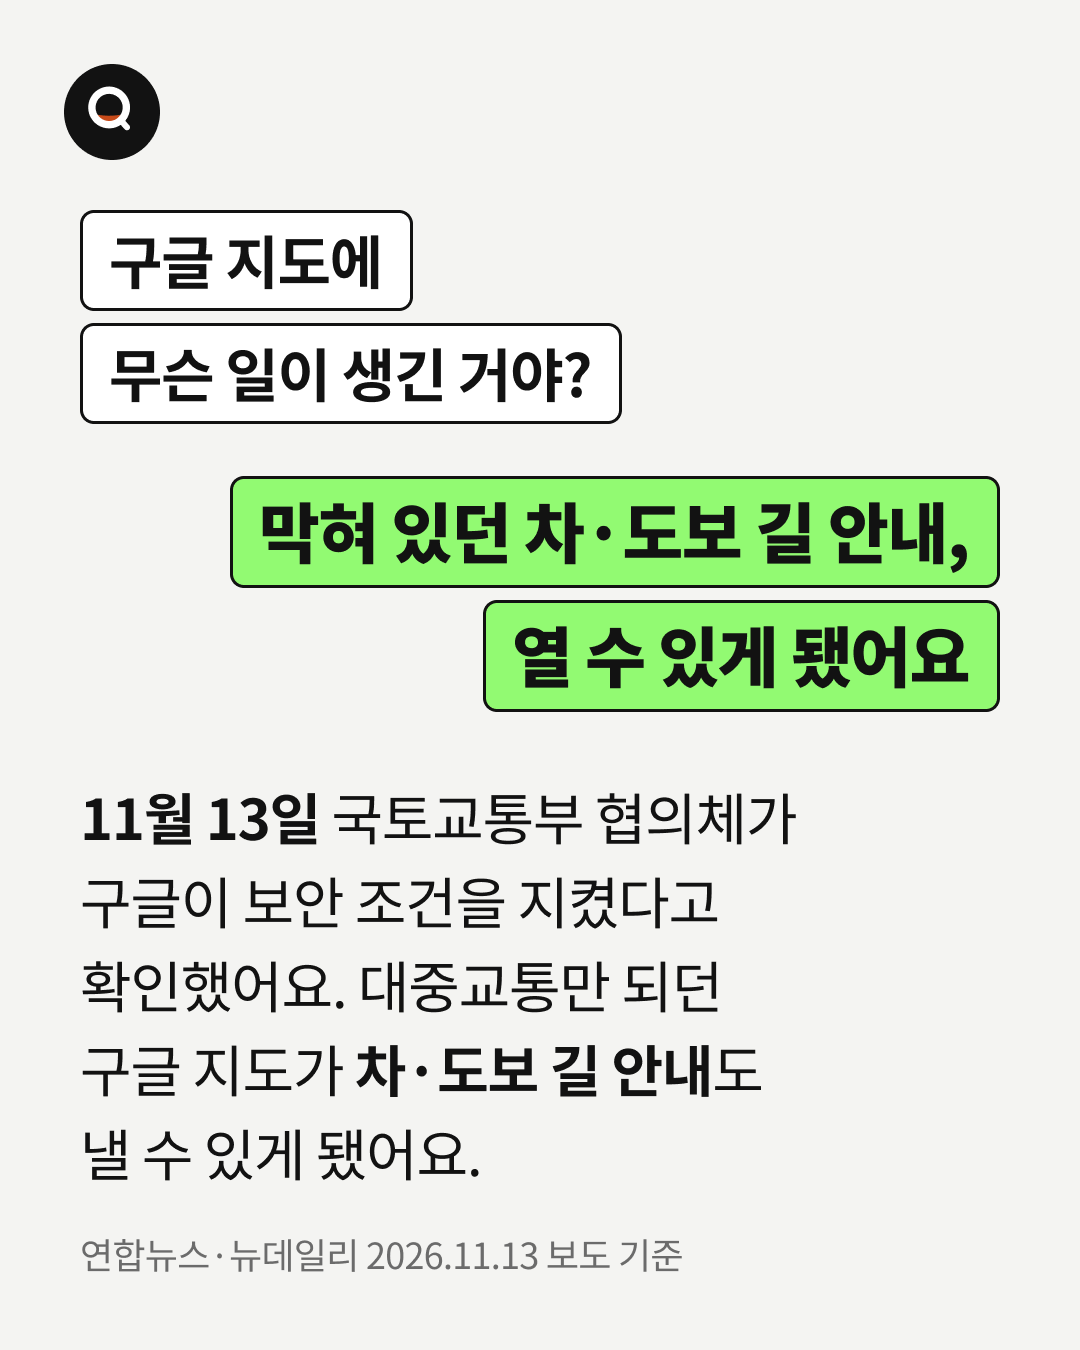 구글 지도에
무슨 일이 생긴 거야?
막혀 있던 차·도보 길 안내,
열 수 있게 됐어요
11월 13일 국토교통부 협의체가
구글이 보안 조건을 지켰다고
확인했어요. 대중교통만 되던
구글 지도가 차·도보 길 안내도
낼 수 있게 됐어요.
연합뉴스·뉴데일리 2026.11.13 보도 기준